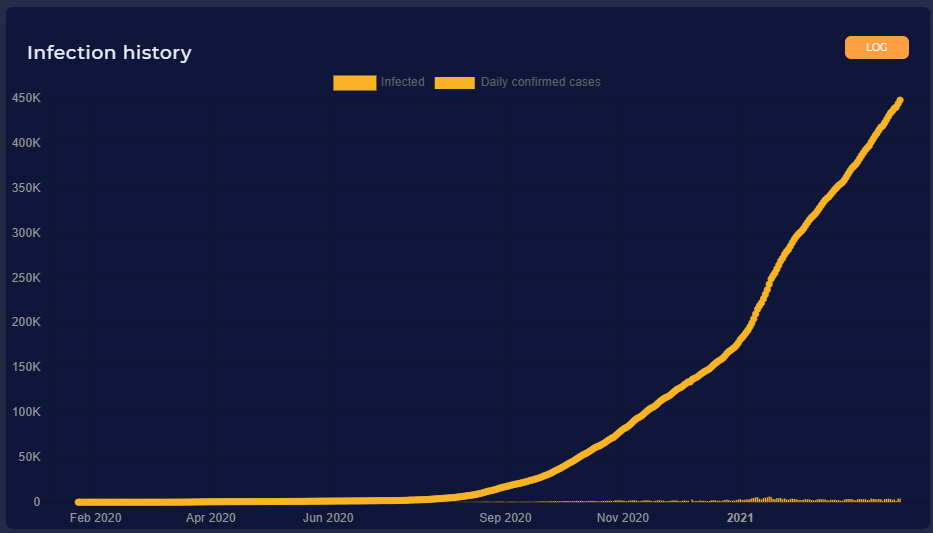 Infection history
LOG
Infected Daily confirmed cases
450K
400K
350K
300K
250K
200K
150K
100K
50K
0
Feb 2020 Apr 2020 Jun 2020 Sep 2020 Nov 2020 2021